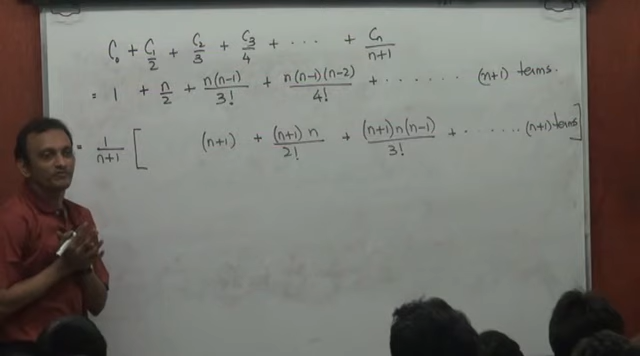 C₀ + C₁/2 + C₂/3 + C₃/4 + ...... + Cₙ/n+1
= 1 + n/2 + n(n-1)/3! + n(n-1)(n-2)/4! + ....... (n+1) terms.
= 1/n+1 [ (n+1) + (n+1) n/2! + (n+1)n(n-1)/3! + ....... (n+1) terms ]